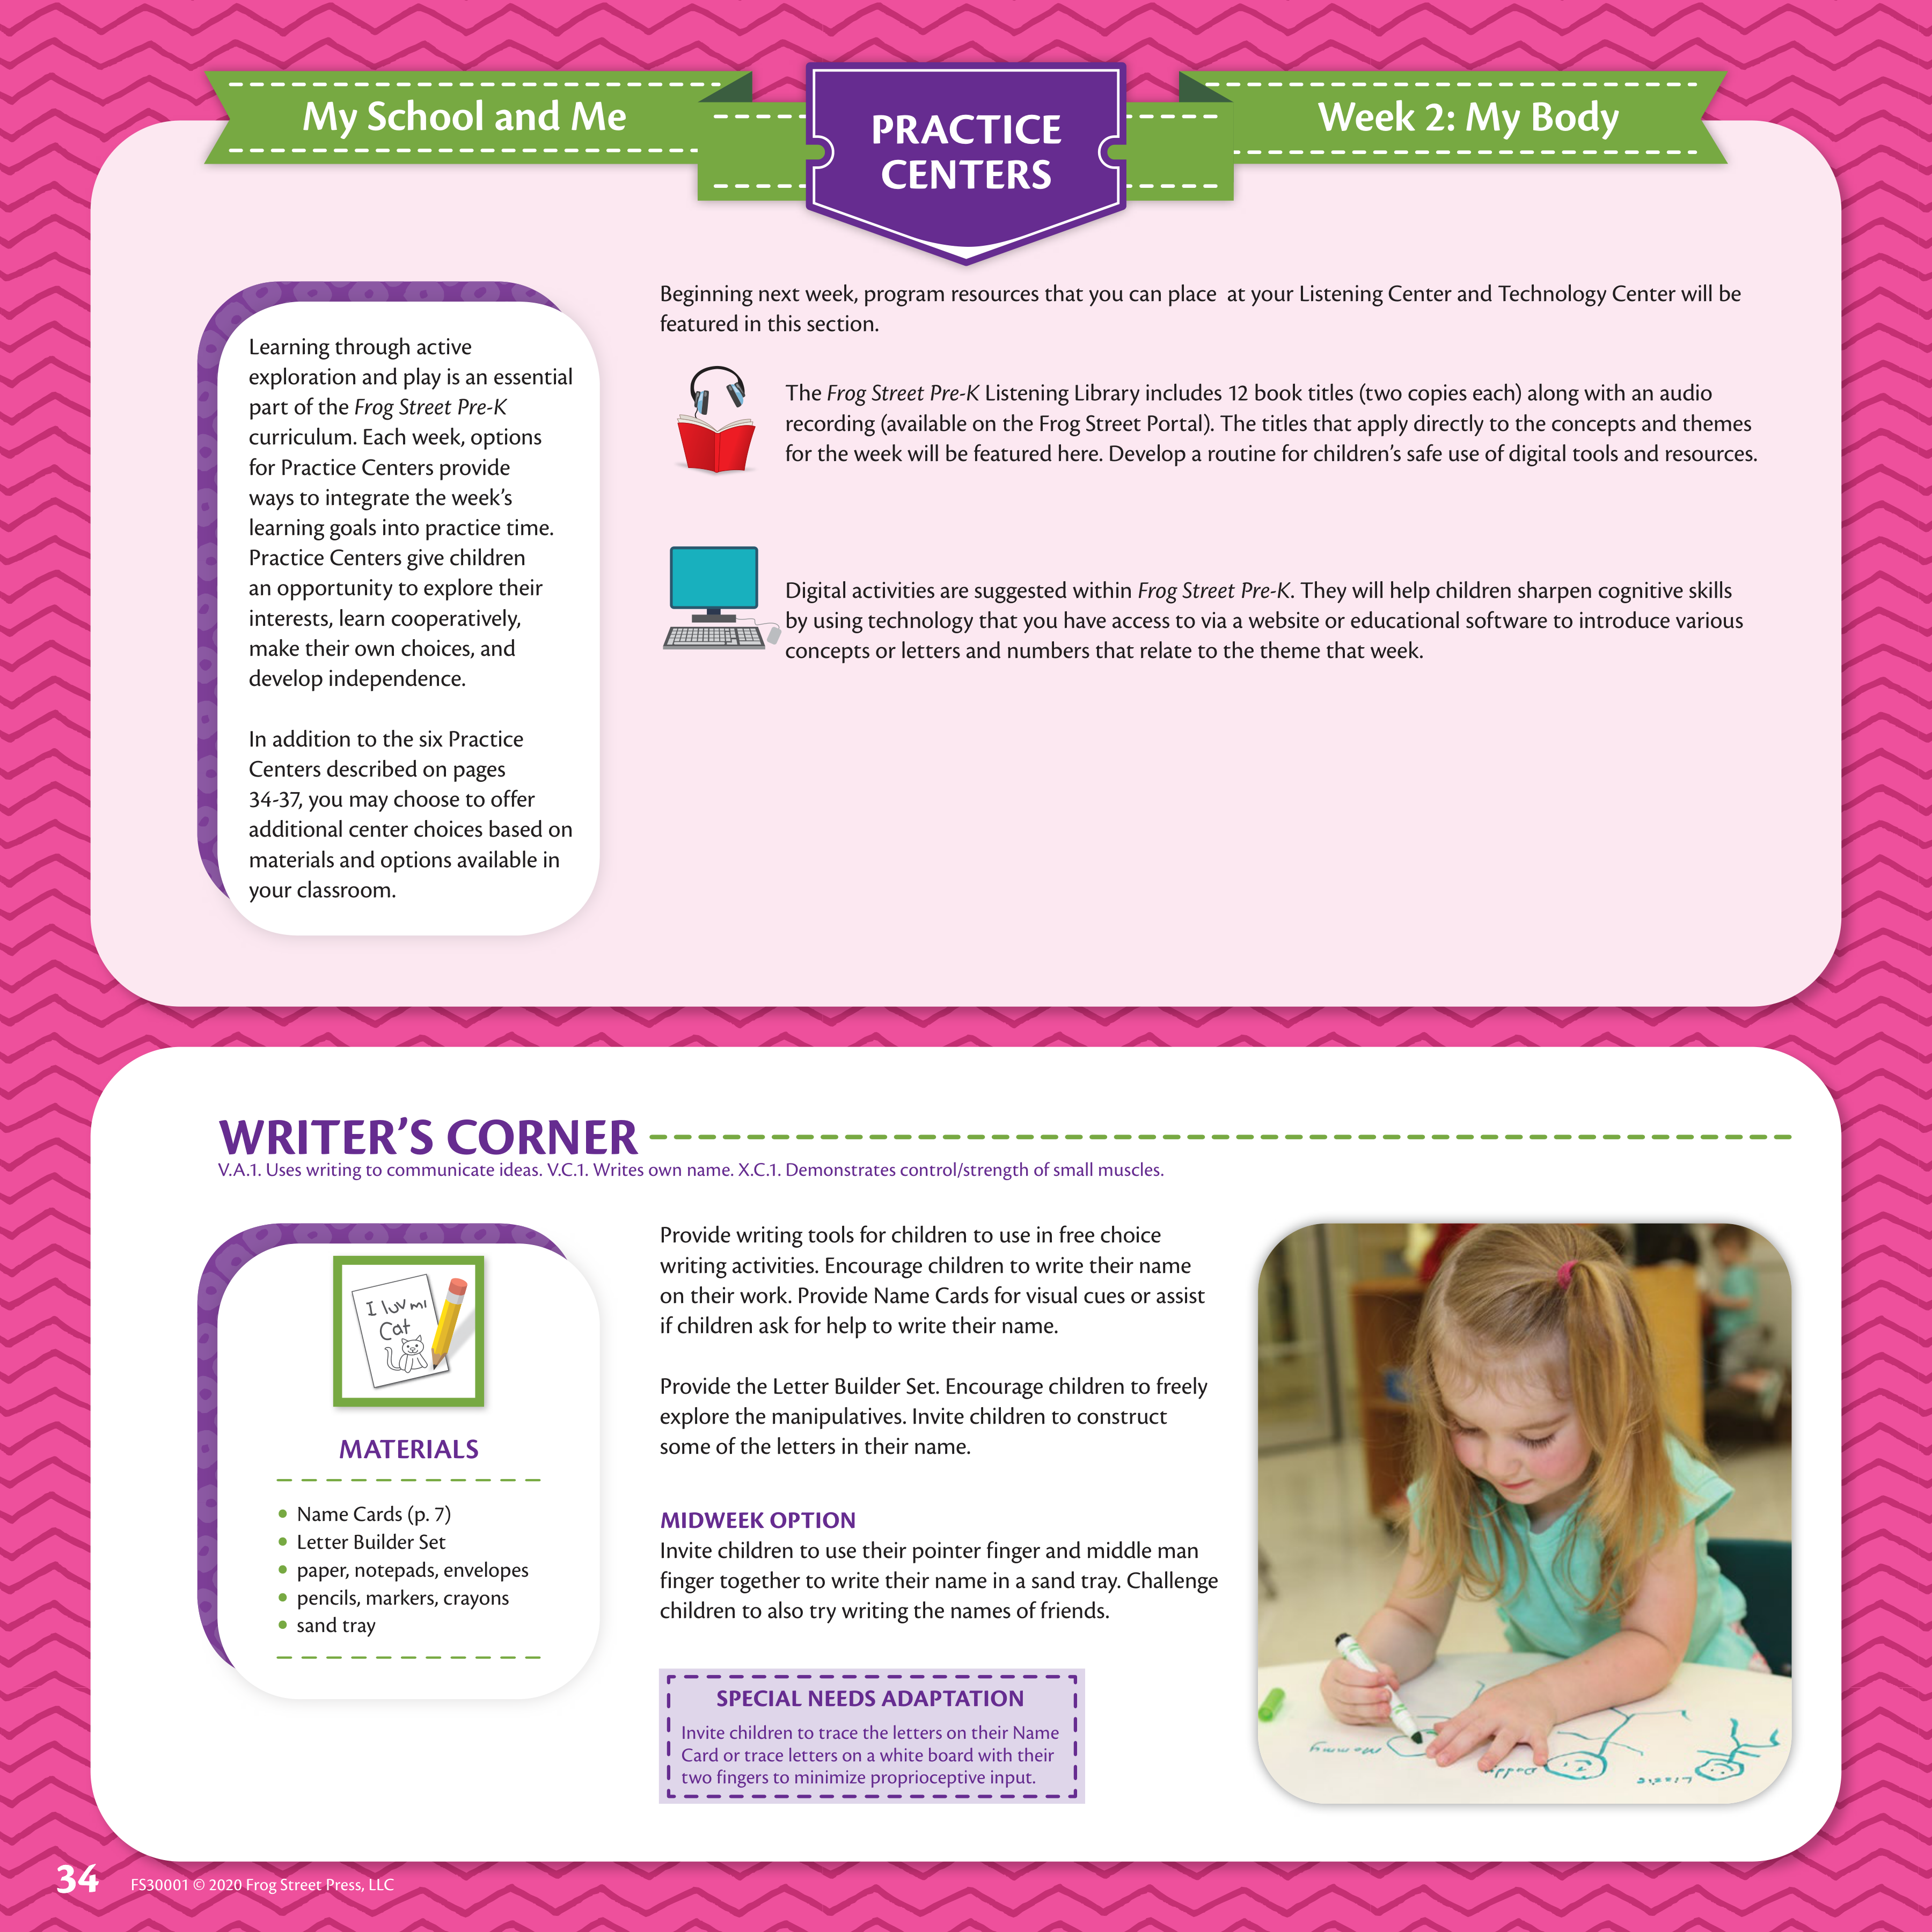 My School and Me
PRACTICE
CENTERS
Week 2: My Body
Learning through active
exploration and play is an essential
part of the Frog Street Pre-K
curriculum. Each week, options
for Practice Centers provide
ways to integrate the week's
learning goals into practice time.
Practice Centers give children
an opportunity to explore their
interests, learn cooperatively,
make their own choices, and
develop independence.
In addition to the six Practice
Centers described on pages
34-37, you may choose to offer
additional center choices based on
materials and options available in
your classroom.
Beginning next week, program resources that you can place at your Listening Center and Technology Center will be
featured in this section.
The Frog Street Pre-K Listening Library includes 12 book titles (two copies each) along with an audio
recording (available on the Frog Street Portal). The titles that apply directly to the concepts and themes
for the week will be featured here. Develop a routine for children's safe use of digital tools and resources.
Digital activities are suggested within Frog Street Pre-K. They will help children sharpen cognitive skills
by using technology that you have access to via a website or educational software to introduce various
concepts or letters and numbers that relate to the theme that week.
WRITER'S CORNER
V.A.1. Uses writing to communicate ideas. V.C.1. Writes own name. X.C.1. Demonstrates control/strength of small muscles.
I luv mi
Cat
MATERIALS
• Name Cards (p. 7)
• Letter Builder Set
• paper, notepads, envelopes
• pencils, markers, crayons
• sand tray
Provide writing tools for children to use in free choice
writing activities. Encourage children to write their name
on their work. Provide Name Cards for visual cues or assist
if children ask for help to write their name.
Provide the Letter Builder Set. Encourage children to freely
explore the manipulatives. Invite children to construct
some of the letters in their name.
MIDWEEK OPTION
Invite children to use their pointer finger and middle man
finger together to write their name in a sand tray. Challenge
children to also try writing the names of friends.
SPECIAL NEEDS ADAPTATION
Invite children to trace the letters on their Name
Card or trace letters on a white board with their
two fingers to minimize proprioceptive input.
Mommy
Lizzie
34
FS30001 © 2020 Frog Street Press, LLC